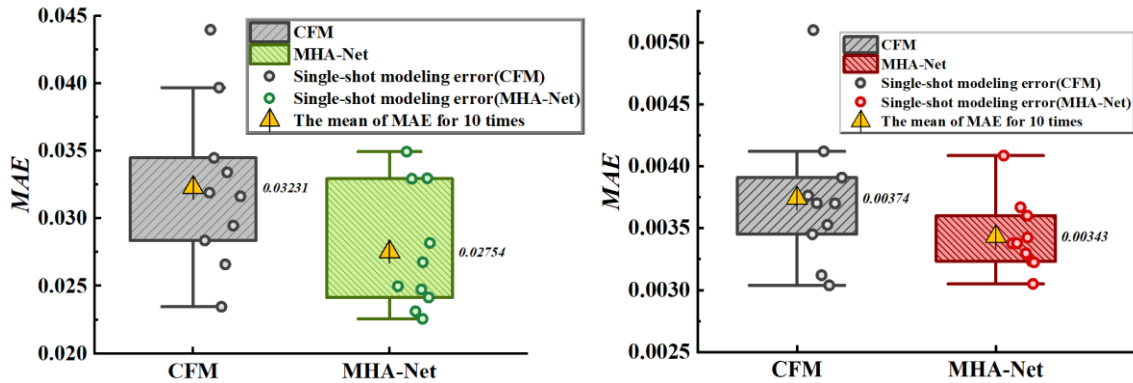 MAE
0.045
0.040
0.035
0.030
0.025
0.020
CFM
MHA-Net
Single-shot modeling error(CFM)
Single-shot modeling error(MHA-Net)
The mean of MAE for 10 times
0.03231
0.02754
CFM
MHA-Net
MAE
0.0050
0.0045
0.0040
0.0035
0.0030
0.0025
CFM
MHA-Net
Single-shot modeling error(CFM)
Single-shot modeling error(MHA-Net)
The mean of MAE for 10 times
0.00374
0.00343
CFM
MHA-Net